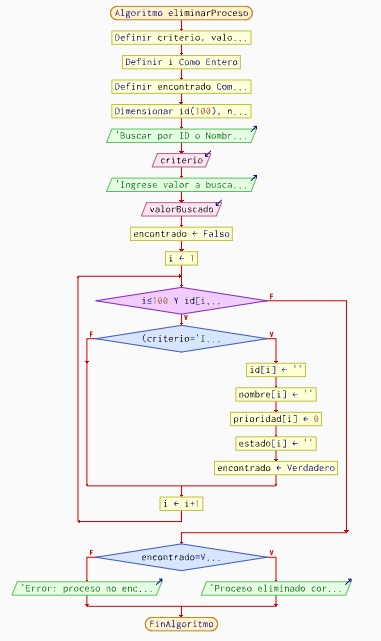 Algoritmo eliminarProceso
Definir criterio, valo...
Definir i Como Entero
Definir encontrado Com...
Dimensionar id(100), n...
'Buscar por ID o Nombr...
criterio
'Ingrese valor a busca...
valorBuscado
encontrado ← Falso
i ← 1
i≤100 Y id[i...
F
V
(criterio='I...
F
V
id[i] ← ''
nombre[i] ← ''
prioridad[i] ← 0
estado[i] ← ''
encontrado ← Verdadero
i ← i+1
encontrado=V...
F
V
'Error: proceso no enc...
'Proceso eliminado cor...
FinAlgoritmo